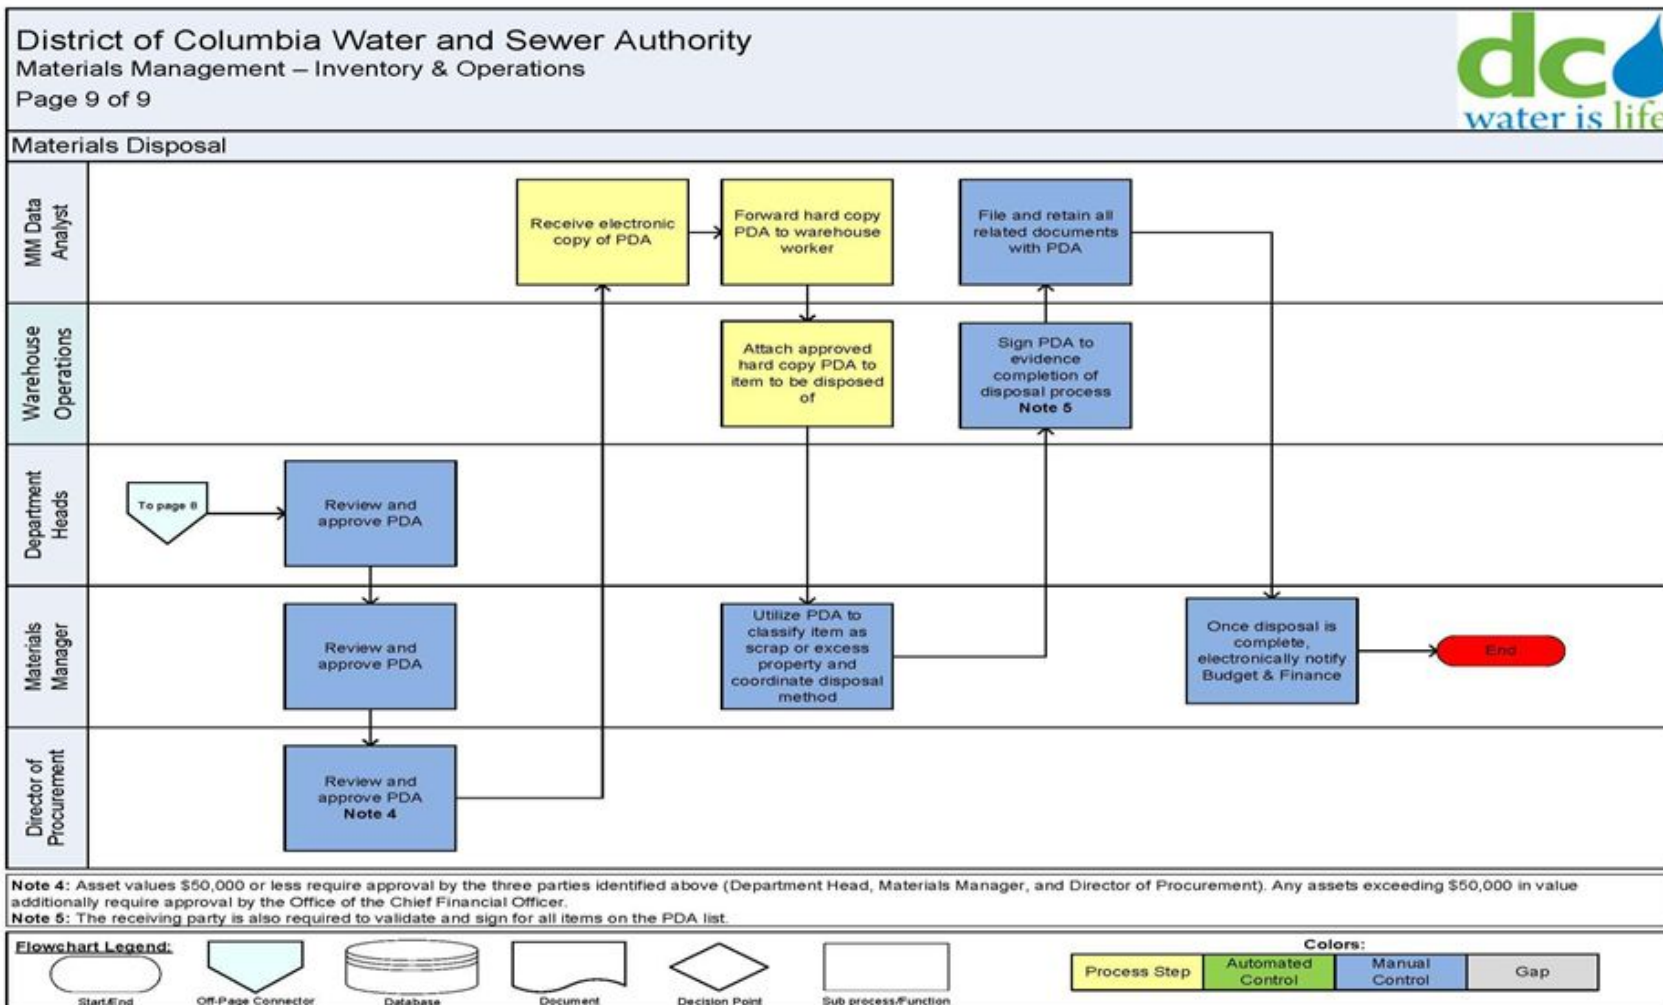 District of Columbia Water and Sewer Authority
Materials Management – Inventory & Operations
Page 9 of 9
dc
water is life
Materials Disposal
MM Data
Analyst
Receive electronic
copy of PDA
Forward hard copy
PDA to warehouse
worker
File and retain all
related documents
with PDA
Warehouse
Operations
Attach approved
hard copy PDA to
item to be disposed
of
Sign PDA to
evidence
completion of
disposal process
Note 5
Department
Heads
To page 8
Review and
approve PDA
Materials
Manager
Review and
approve PDA
Utilize PDA to
classify item as
scrap or excess
property and
coordinate disposal
method
Once disposal is
complete,
electronically notify
Budget & Finance
End
Director of
Procurement
Review and
approve PDA
Note 4
Note 4: Asset values $50,000 or less require approval by the three parties identified above (Department Head, Materials Manager, and Director of Procurement). Any assets exceeding $50,000 in value
additionally require approval by the Office of the Chief Financial Officer.
Note 5: The receiving party is also required to validate and sign for all items on the PDA list.
Flowchart Legend:
Start/End
Off-Page Connector
Database
Document
Decision Point
Sub process/Function
Colors:
Process Step
Automated
Control
Manual
Control
Gap